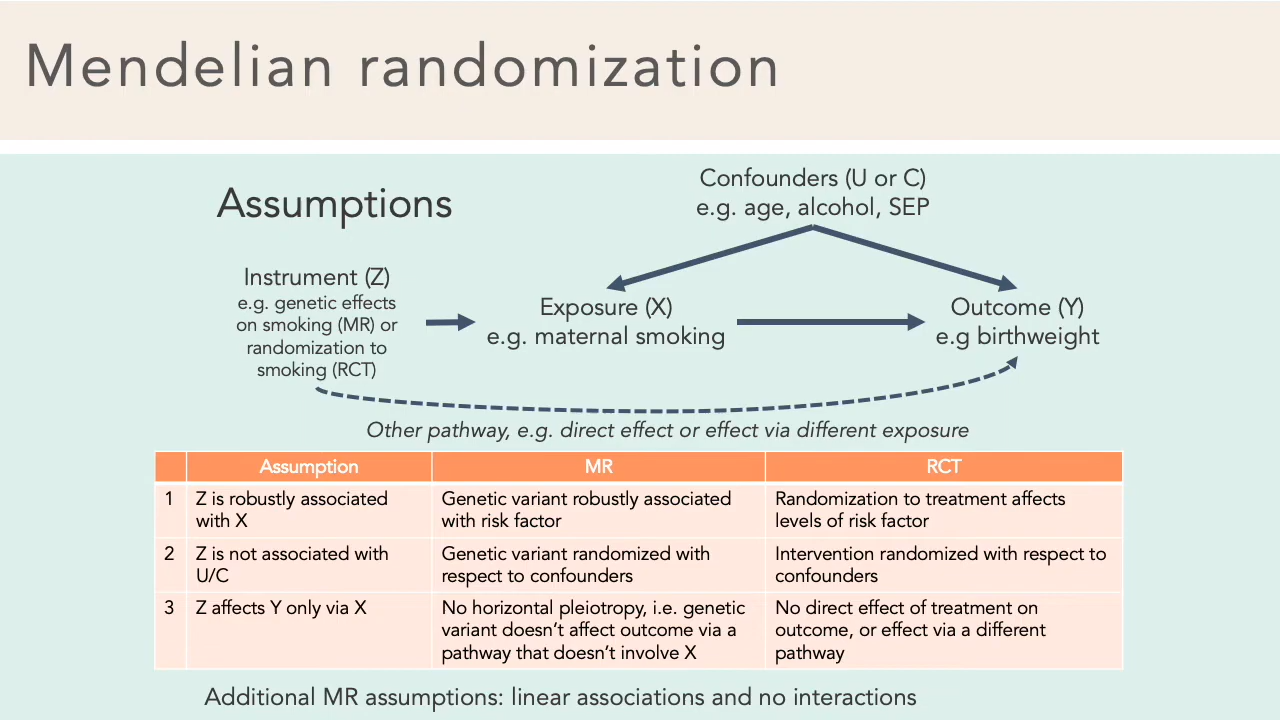 Mendelian randomization
Assumptions
Confounders (U or C)
e.g. age, alcohol, SEP
Instrument (Z)
e.g. genetic effects
on smoking (MR) or
randomization to
smoking (RCT)
Exposure (X)
e.g. maternal smoking
Outcome (Y)
e.g birthweight
Other pathway, e.g. direct effect or effect via different exposure
Assumption MR RCT
1 Z is robustly associated Genetic variant robustly associated Randomization to treatment affects
with X with risk factor levels of risk factor
2 Z is not associated with Genetic variant randomized with Intervention randomized with respect to
U/C respect to confounders confounders
3 Z affects Y only via X No horizontal pleiotropy, i.e. genetic No direct effect of treatment on
variant doesn't affect outcome via a outcome, or effect via a different
pathway that doesn't involve X pathway
Additional MR assumptions: linear associations and no interactions